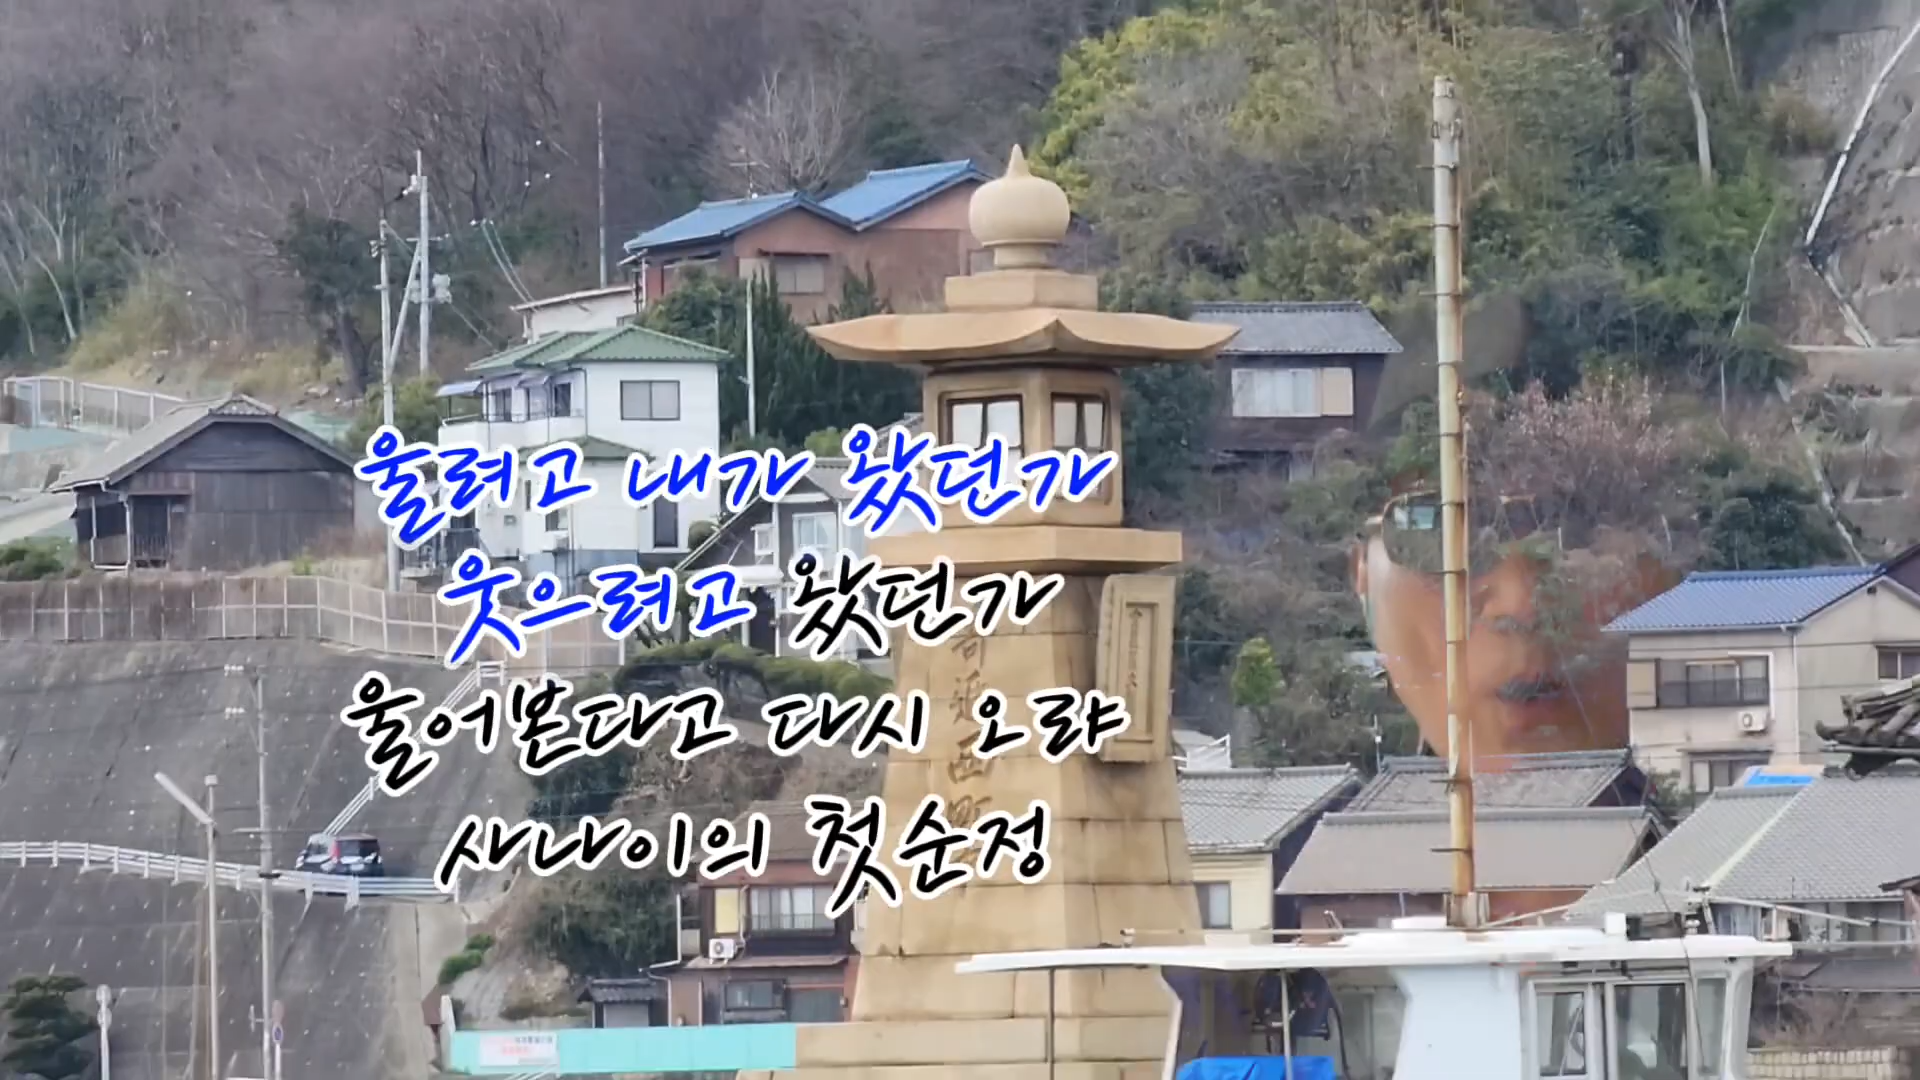 울려고 내가 왔던가
웃으려고 왔던가
울어본다고 다시 오랴
사나이의 첫순정